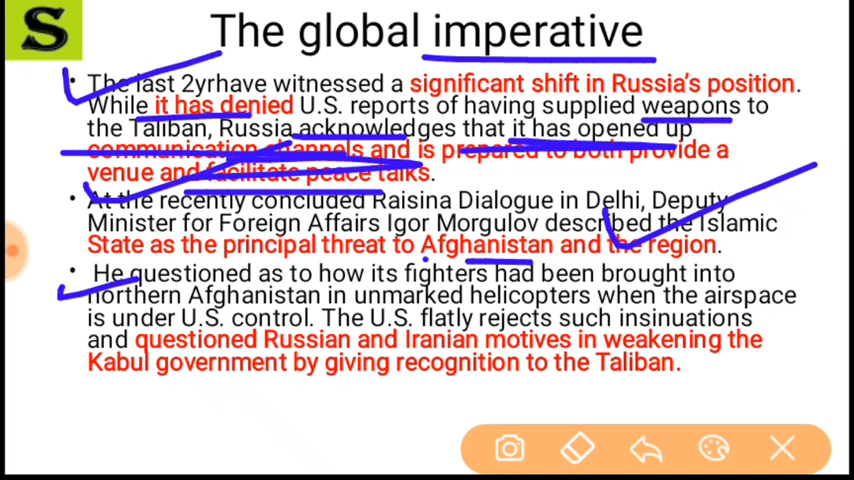 S
The global imperative
• The last 2yrhave witnessed a significant shift in Russia's position.
While it has denied U.S. reports of having supplied weapons to
the Taliban, Russia acknowledges that it has opened up
communication channels and is prepared to both provide a
venue and facilitate peace talks.
• At the recently concluded Raisina Dialogue in Delhi, Deputy
Minister for Foreign Affairs Igor Morgulov described the Islamic
State as the principal threat to Afghanistan and the region.
• He questioned as to how its fighters had been brought into
northern Afghanistan in unmarked helicopters when the airspace
is under U.S. control. The U.S. flatly rejects such insinuations
and questioned Russian and Iranian motives in weakening the
Kabul government by giving recognition to the Taliban.